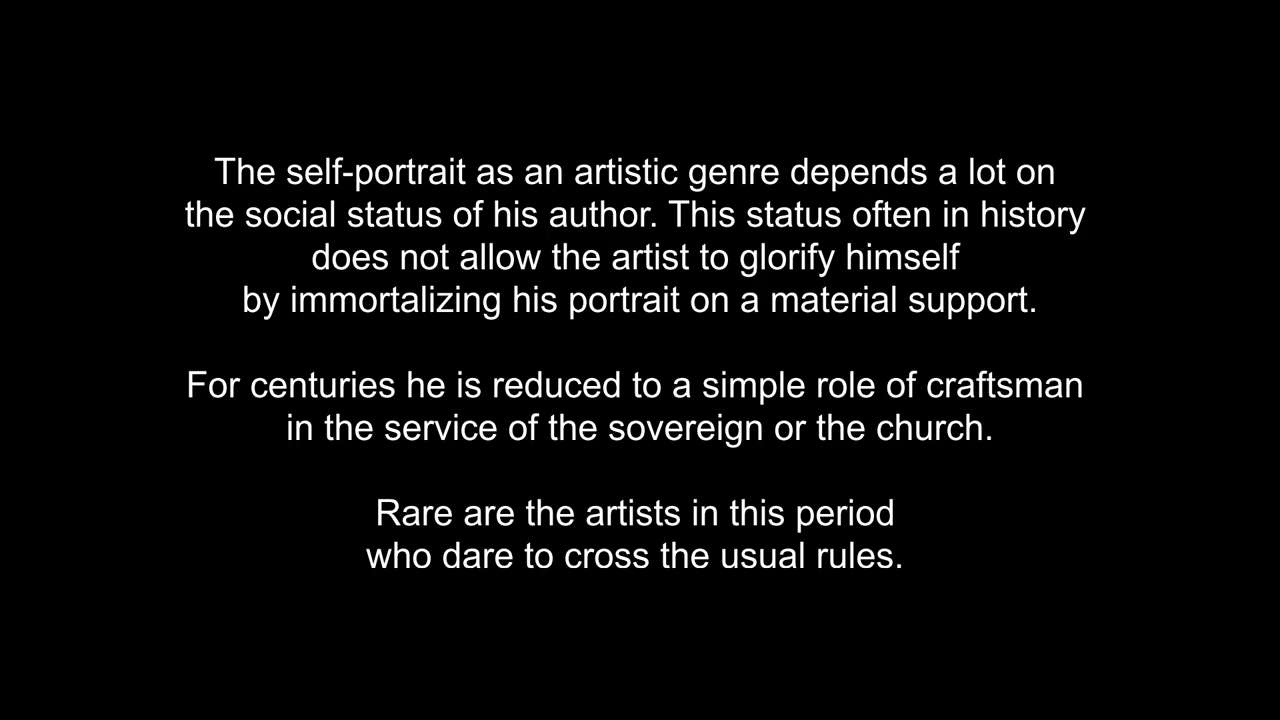 The self-portrait as an artistic genre depends a lot on
the social status of his author. This status often in history
does not allow the artist to glorify himself
by immortalizing his portrait on a material support.
For centuries he is reduced to a simple role of craftsman
in the service of the sovereign or the church.
Rare are the artists in this period
who dare to cross the usual rules.